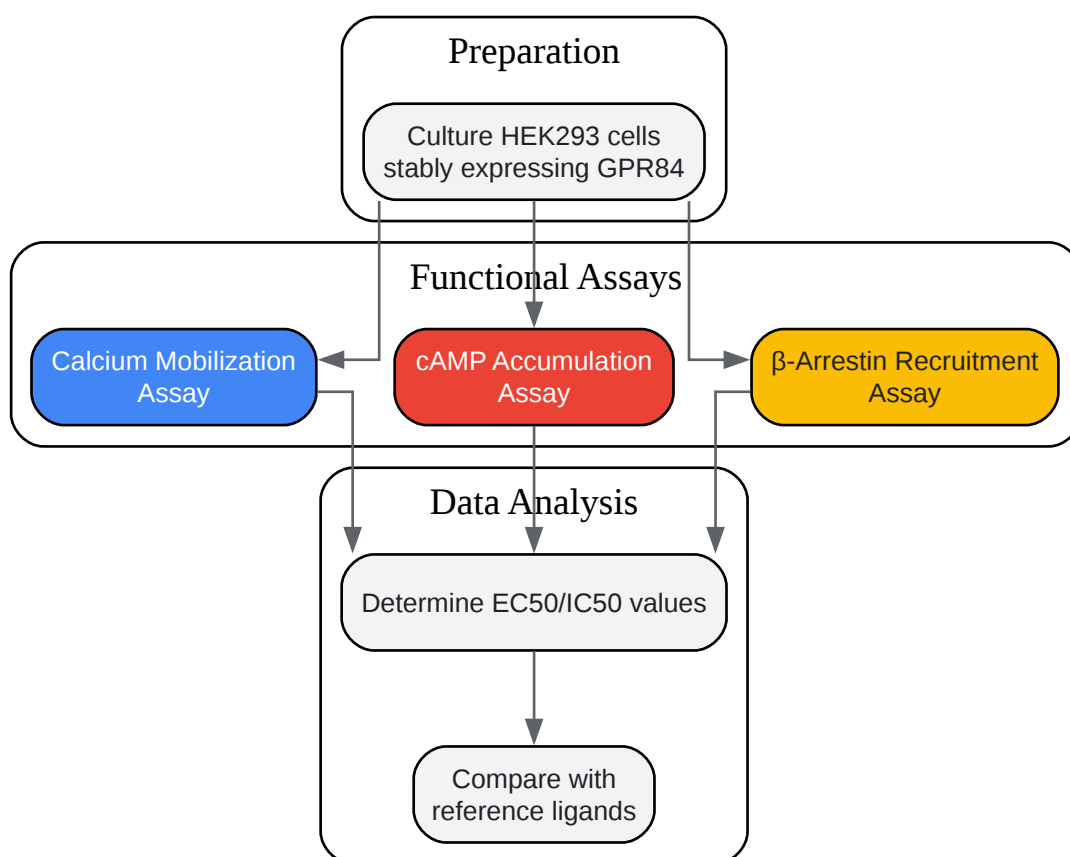 Preparation
Culture HEK293 cells
stably expressing GPR84
Functional Assays
Calcium Mobilization
Assay
cAMP Accumulation
Assay
β-Arrestin Recruitment
Assay
Data Analysis
Determine EC50/IC50 values
Compare with
reference ligands